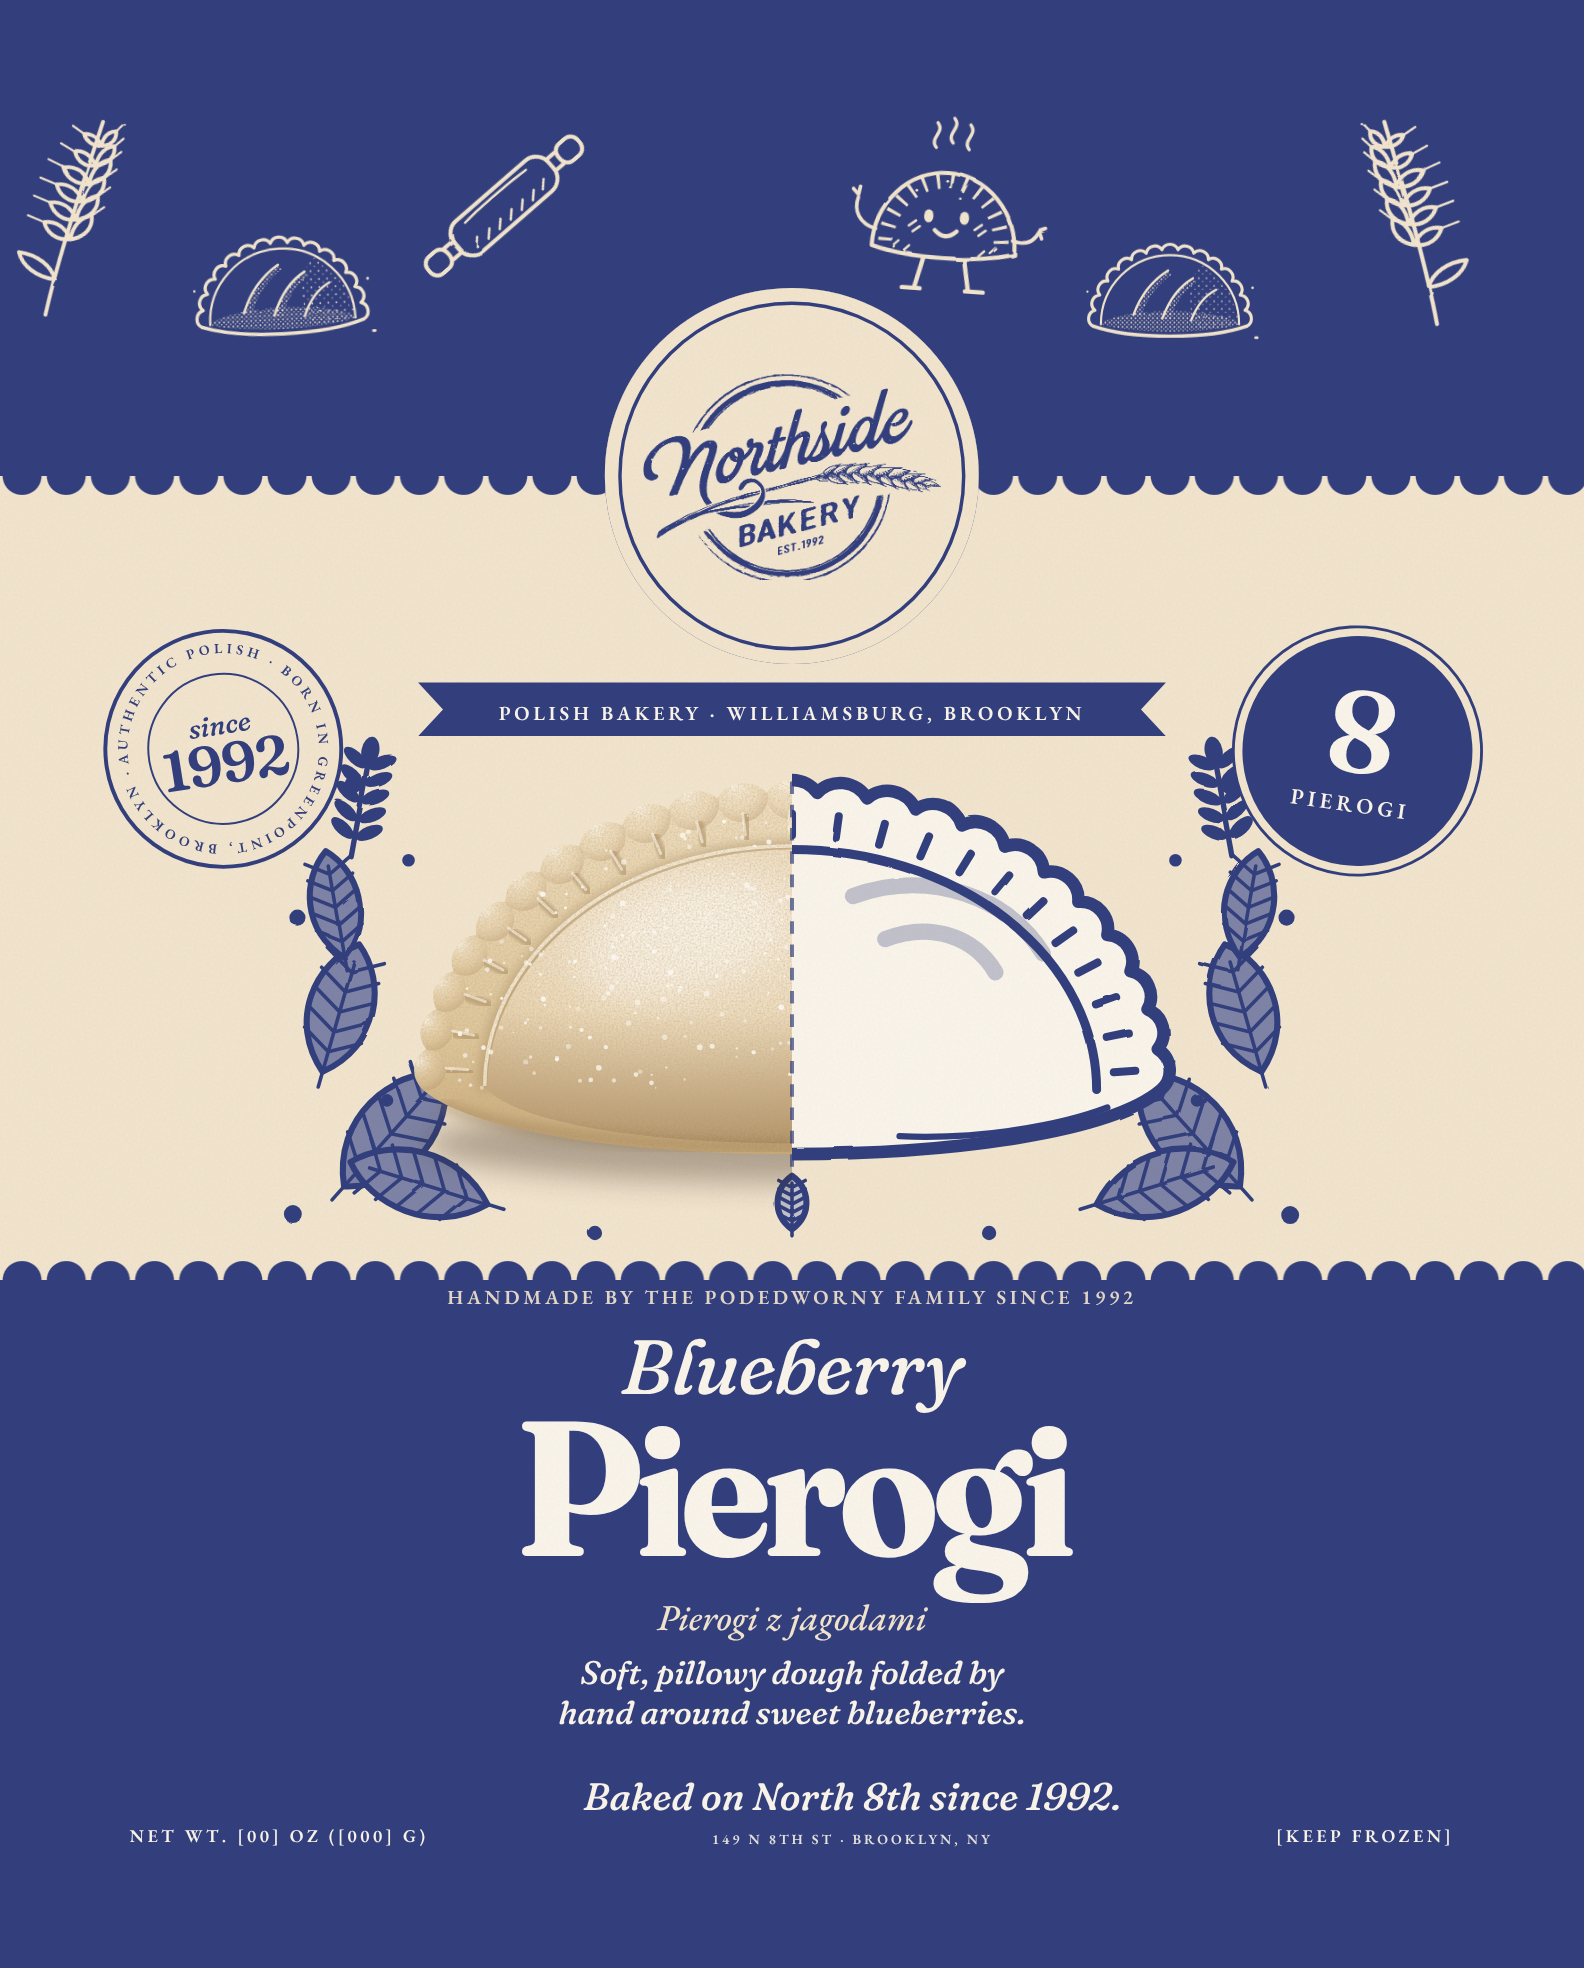 Northside
BAKERY
EST.1992
AUTHENTIC POLISH · BORN IN GREENPOINT, BROOKLYN ·
since
1992
POLISH BAKERY · WILLIAMSBURG, BROOKLYN
8
PIEROGI
HANDMADE BY THE PODEDWORNY FAMILY SINCE 1992
Blueberry
Pierogi
Pierogi z jagodami
Soft, pillowy dough folded by
hand around sweet blueberries.
Baked on North 8th since 1992.
NET WT. [00] OZ ([000] G)
149 N 8TH ST · BROOKLYN, NY
[KEEP FROZEN]